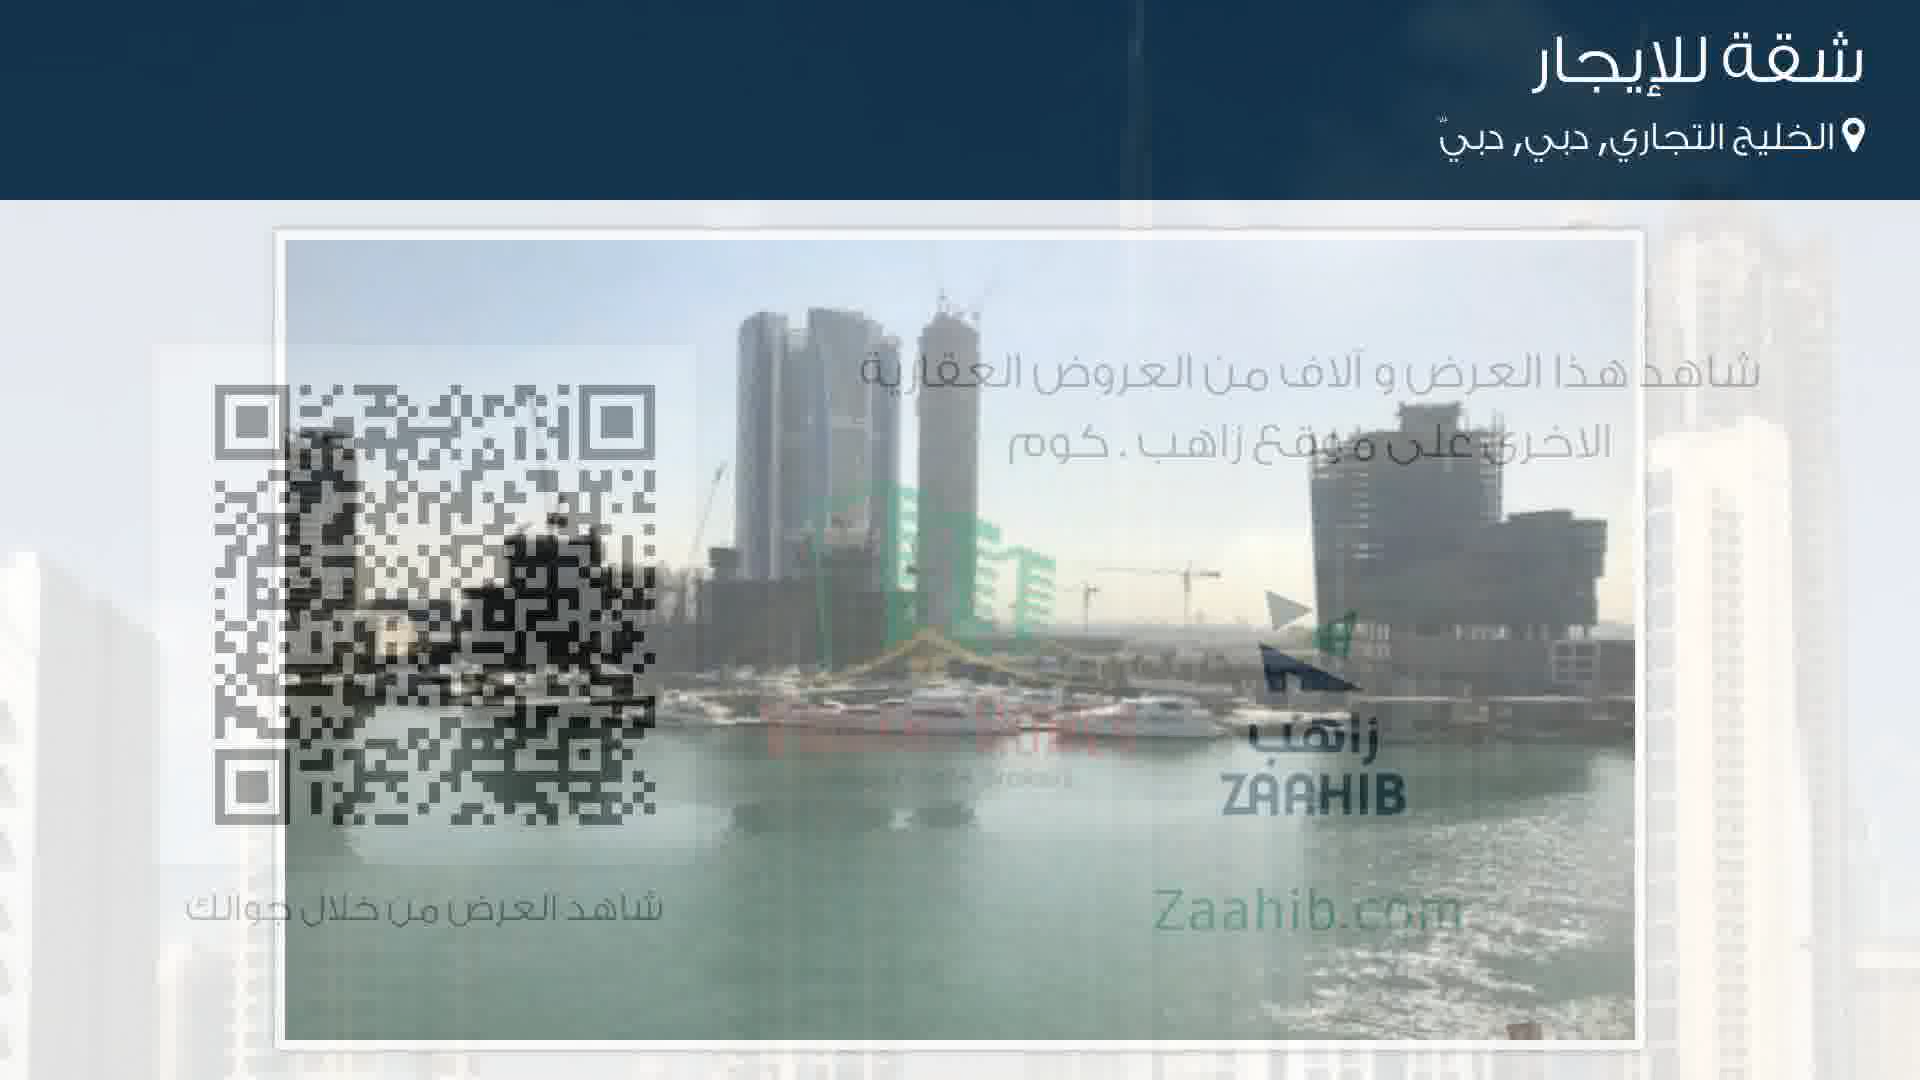 شقة للإيجار
الخليج التجاري, دبي, دبيّ
شاهد هذا العرض و آلاف من العروض العقارية
الاخرى على موقع زاهب . كوم
زاهب
ZAAHIB
Zaahib.com
شاهد العرض من خلال جوالك